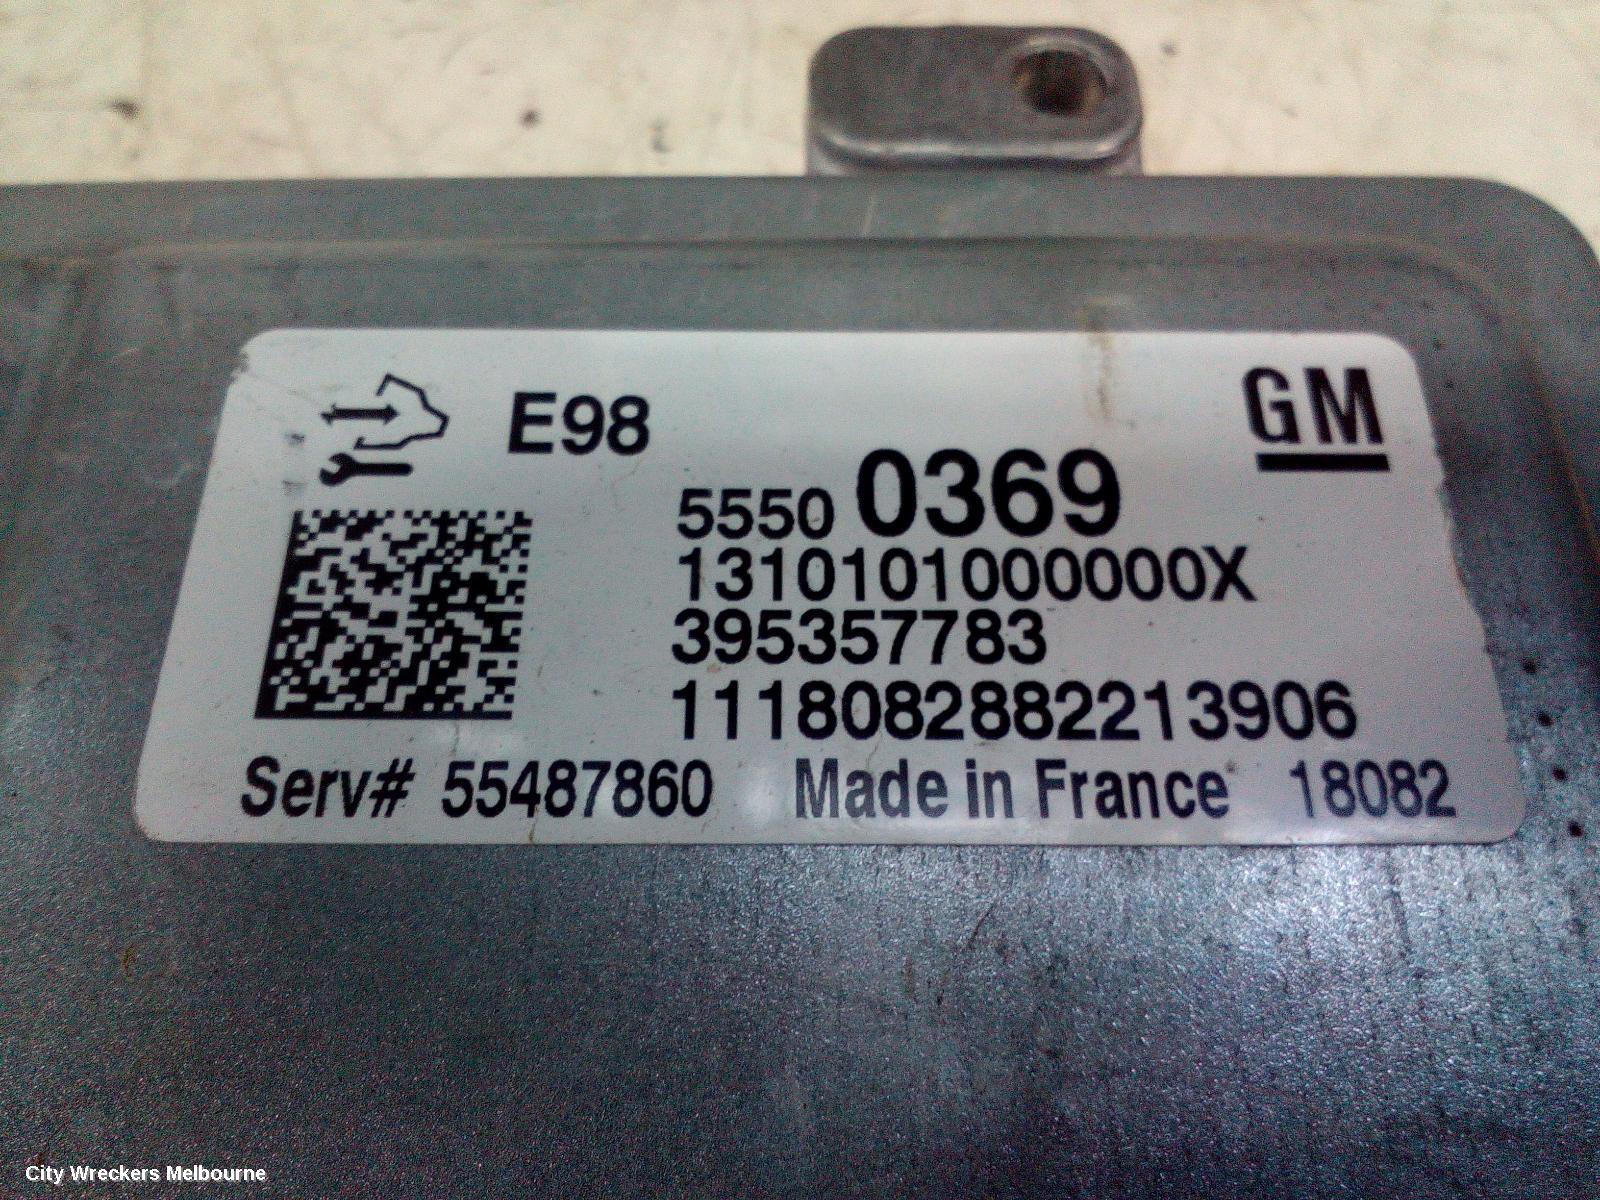 E98
GM
5550 0369
1310101000000X
395357783
1118082882213906
Serv# 55487860 Made in France 18082
City Wreckers Melbourne